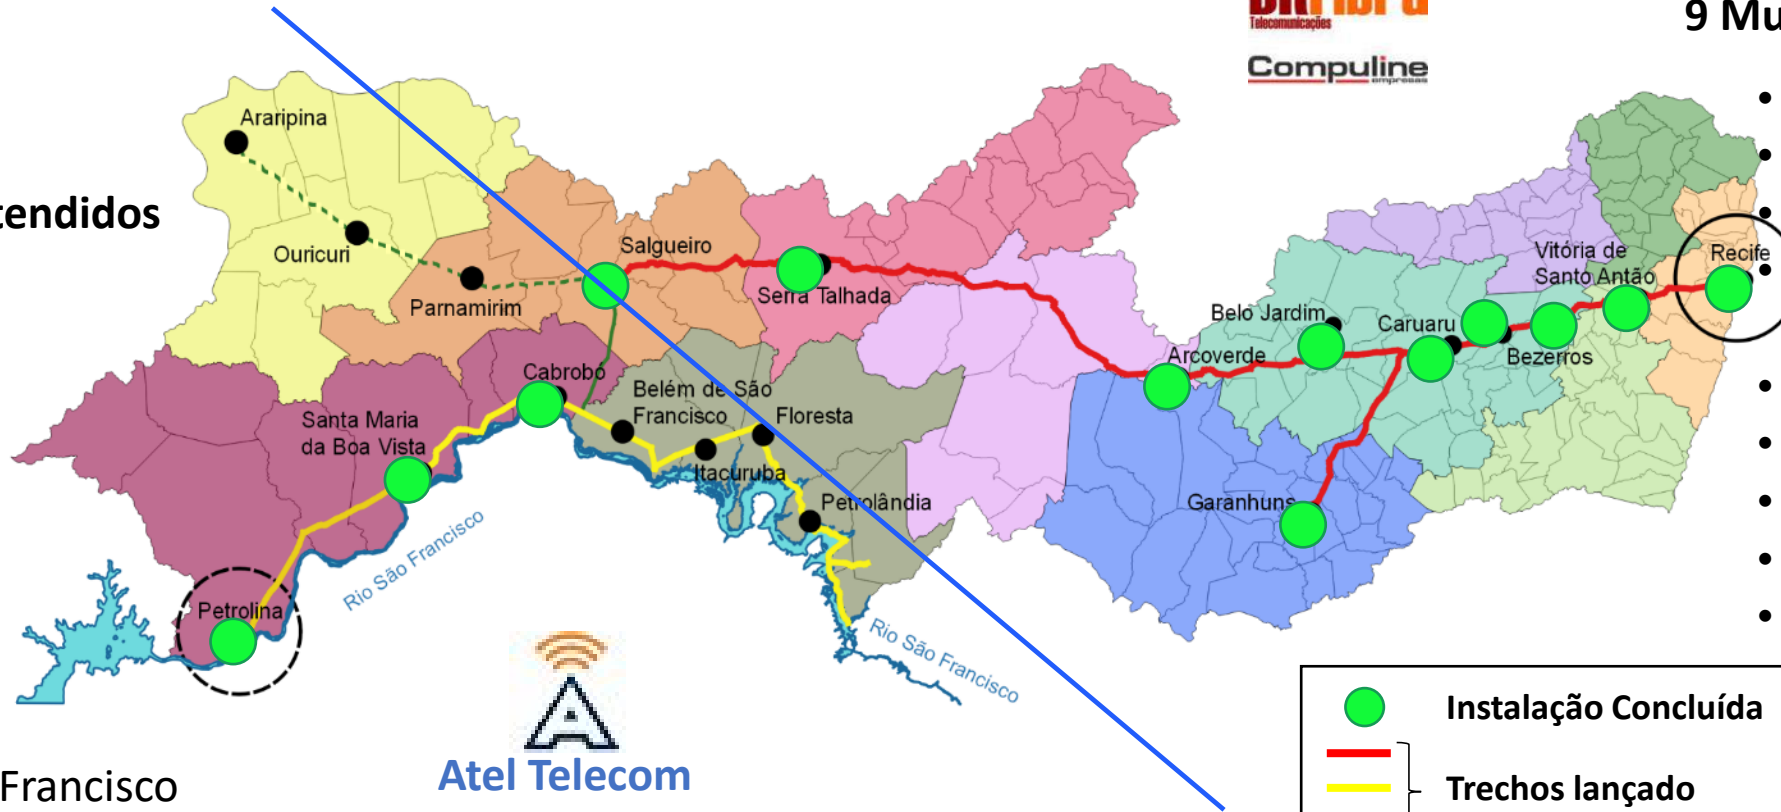 Telecomunicações
Compuline
empresas
9 Mu
Araripina
tendidos
Ouricuri
Parnamirim
Salgueiro
Serra Talhada
Vitória de
Santo Antão
Recife
Belo Jardim
Caruaru
Bezerros
Arcoverde
Cabrobó
Belém de São
Francisco
Floresta
Santa Maria
da Boa Vista
Itacuruba
Petrolândia
Garanhuns
Rio São Francisco
Petrolina
Rio São Francisco
Atel Telecom
Francisco
Instalação Concluída
Trechos lançado